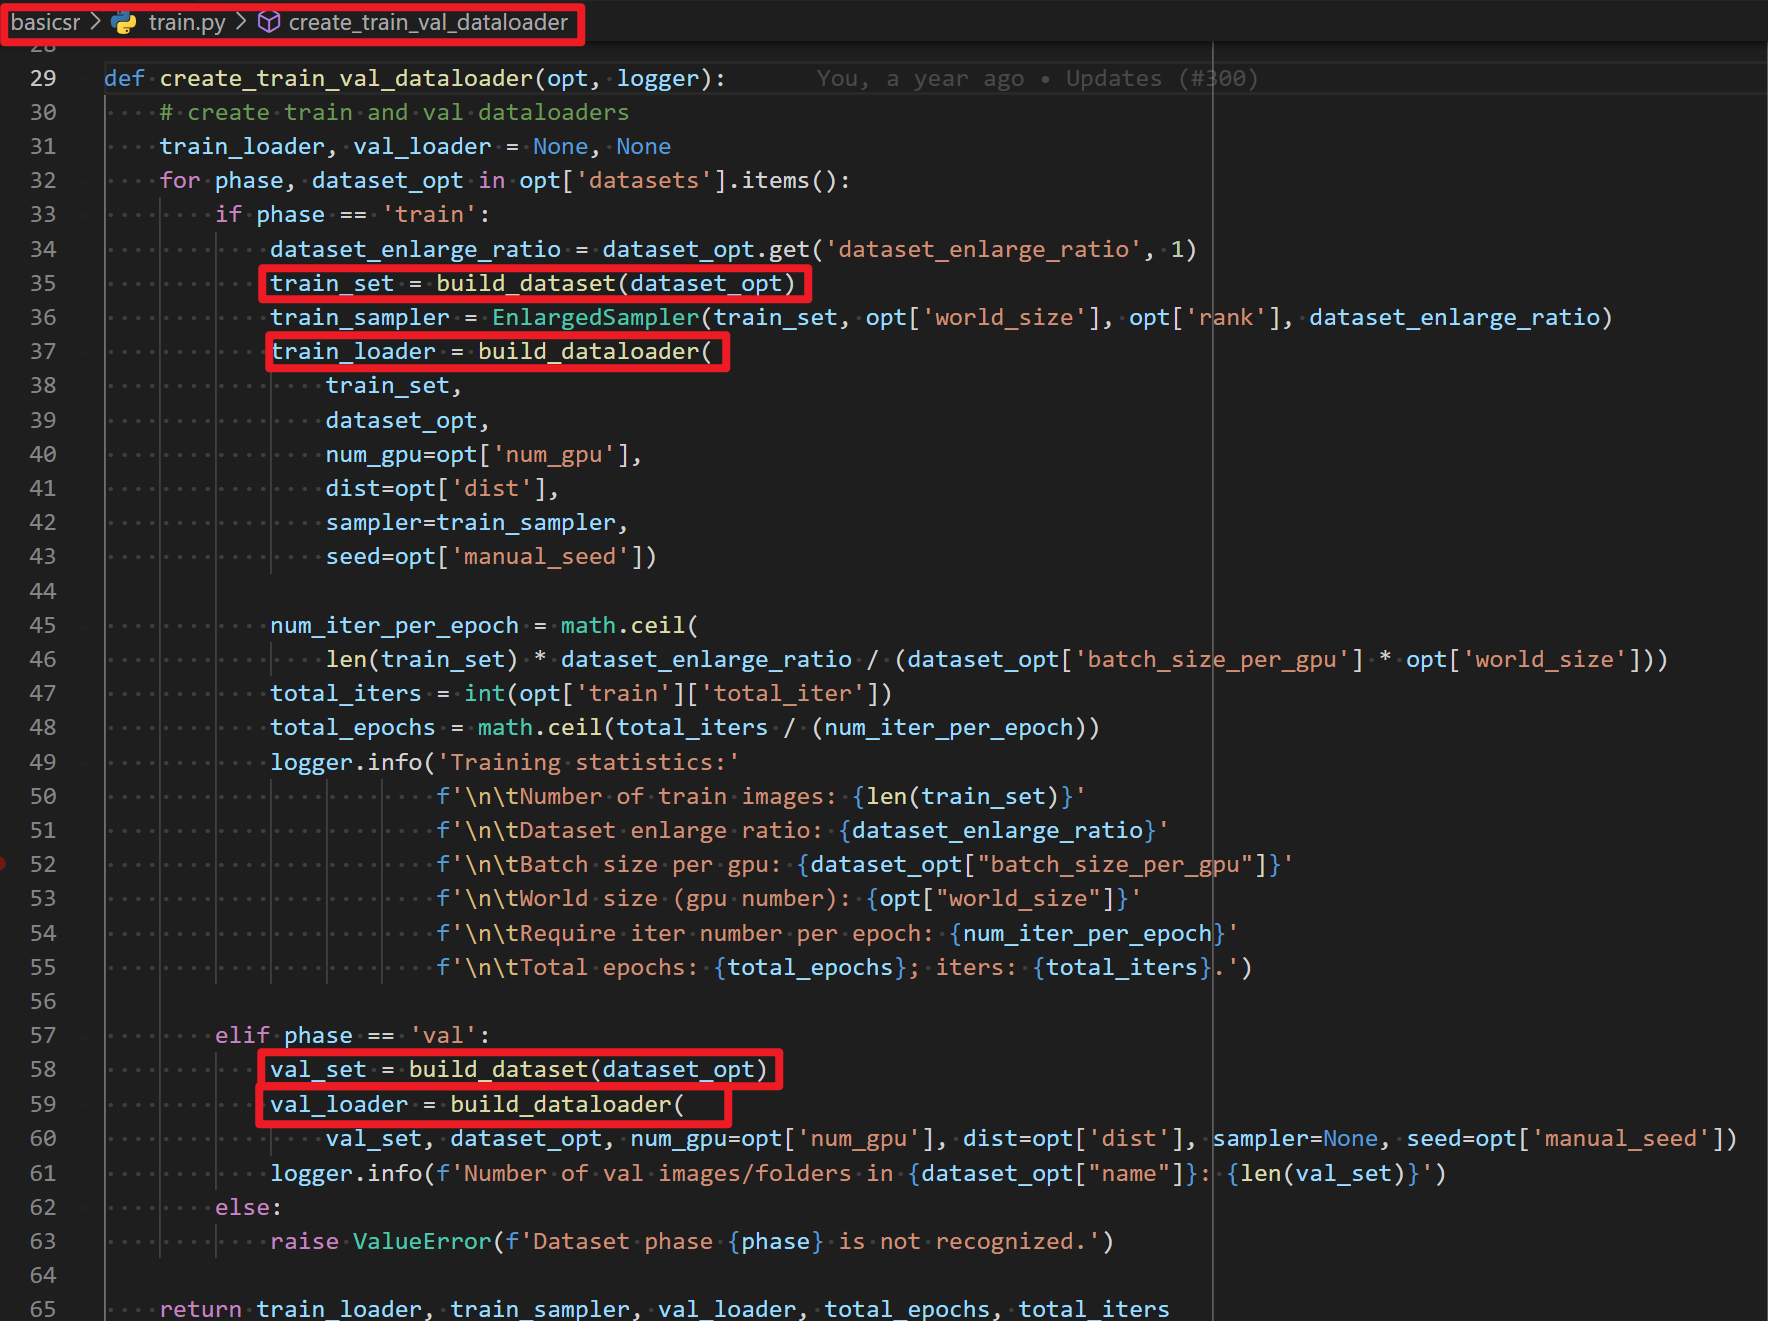 basicsr > train.py > create_train_val_dataloader
28
29 def create_train_val_dataloader(opt, logger): You, a year ago • Updates (#300)
30 # create train and val dataloaders
31 train_loader, val_loader = None, None
32 for phase, dataset_opt in opt['datasets'].items():
33 if phase == 'train':
34 dataset_enlarge_ratio = dataset_opt.get('dataset_enlarge_ratio', 1)
35 train_set = build_dataset(dataset_opt)
36 train_sampler = EnlargedSampler(train_set, opt['world_size'], opt['rank'], dataset_enlarge_ratio)
37 train_loader = build_dataloader(
38 train_set,
39 dataset_opt,
40 num_gpu=opt['num_gpu'],
41 dist=opt['dist'],
42 sampler=train_sampler,
43 seed=opt['manual_seed'])
44
45 num_iter_per_epoch = math.ceil(
46 len(train_set) * dataset_enlarge_ratio / (dataset_opt['batch_size_per_gpu'] * opt['world_size']))
47 total_iters = int(opt['train']['total_iter'])
48 total_epochs = math.ceil(total_iters / (num_iter_per_epoch))
49 logger.info('Training statistics:'
50 f'\n\tNumber of train images: {len(train_set)}'
51 f'\n\tDataset enlarge ratio: {dataset_enlarge_ratio}'
52 f'\n\tBatch size per gpu: {dataset_opt["batch_size_per_gpu"]}'
53 f'\n\tWorld size (gpu number): {opt["world_size"]}'
54 f'\n\tRequire iter number per epoch: {num_iter_per_epoch}'
55 f'\n\tTotal epochs: {total_epochs}; iters: {total_iters}.')
56
57 elif phase == 'val':
58 val_set = build_dataset(dataset_opt)
59 val_loader = build_dataloader(
60 val_set, dataset_opt, num_gpu=opt['num_gpu'], dist=opt['dist'], sampler=None, seed=opt['manual_seed'])
61 logger.info(f'Number of val images/folders in {dataset_opt["name"]}: {len(val_set)}')
62 else:
63 raise ValueError(f'Dataset phase {phase} is not recognized.')
64
65 return train_loader, train_sampler, val_loader, total_epochs, total_iters